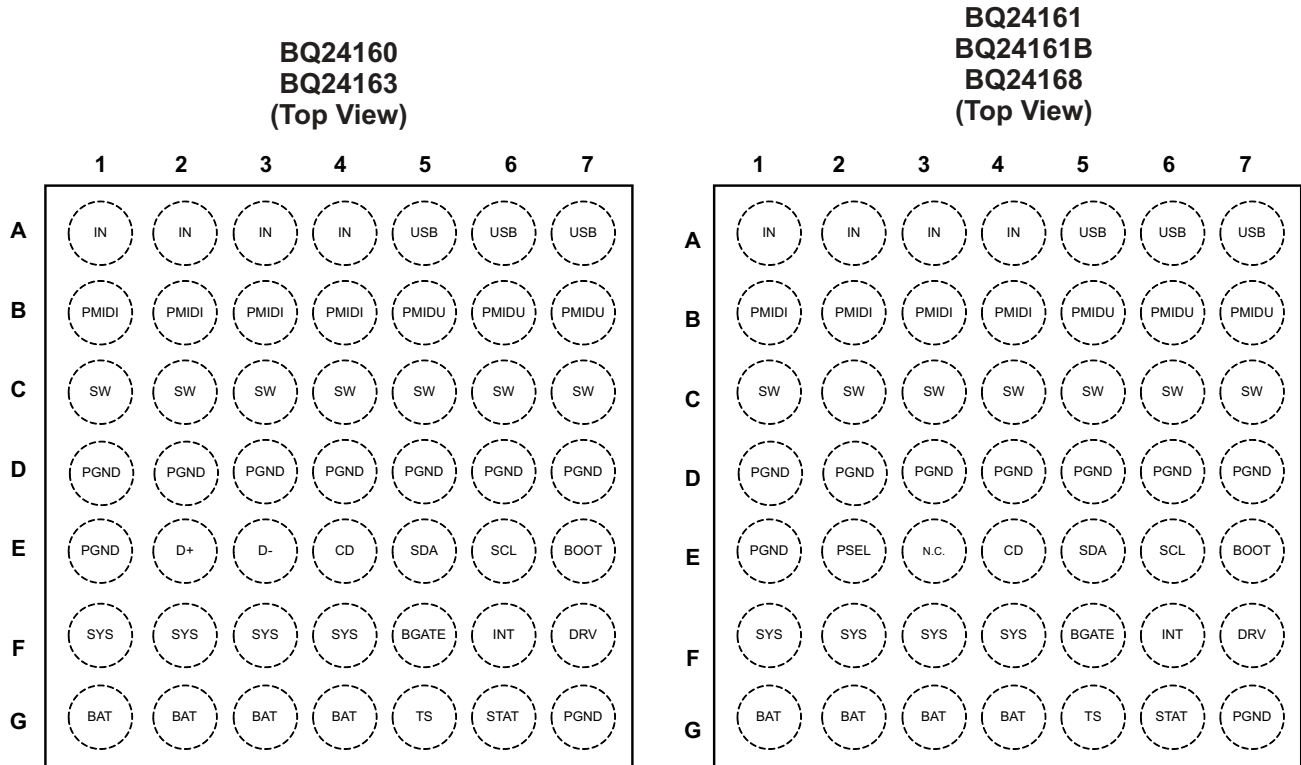 BQ24160
BQ24163
(Top View)
1 2 3 4 5 6 7
A IN IN IN IN USB USB USB
B PMIDI PMIDI PMIDI PMIDI PMIDU PMIDU PMIDU
C SW SW SW SW SW SW SW
D PGND PGND PGND PGND PGND PGND PGND
E PGND D+ D- CD SDA SCL BOOT
F SYS SYS SYS SYS BGATE INT DRV
G BAT BAT BAT BAT TS STAT PGND
BQ24161
BQ24161B
BQ24168
(Top View)
1 2 3 4 5 6 7
A IN IN IN IN USB USB USB
B PMIDI PMIDI PMIDI PMIDI PMIDU PMIDU PMIDU
C SW SW SW SW SW SW SW
D PGND PGND PGND PGND PGND PGND PGND
E PGND PSEL N.C. CD SDA SCL BOOT
F SYS SYS SYS SYS BGATE INT DRV
G BAT BAT BAT BAT TS STAT PGND